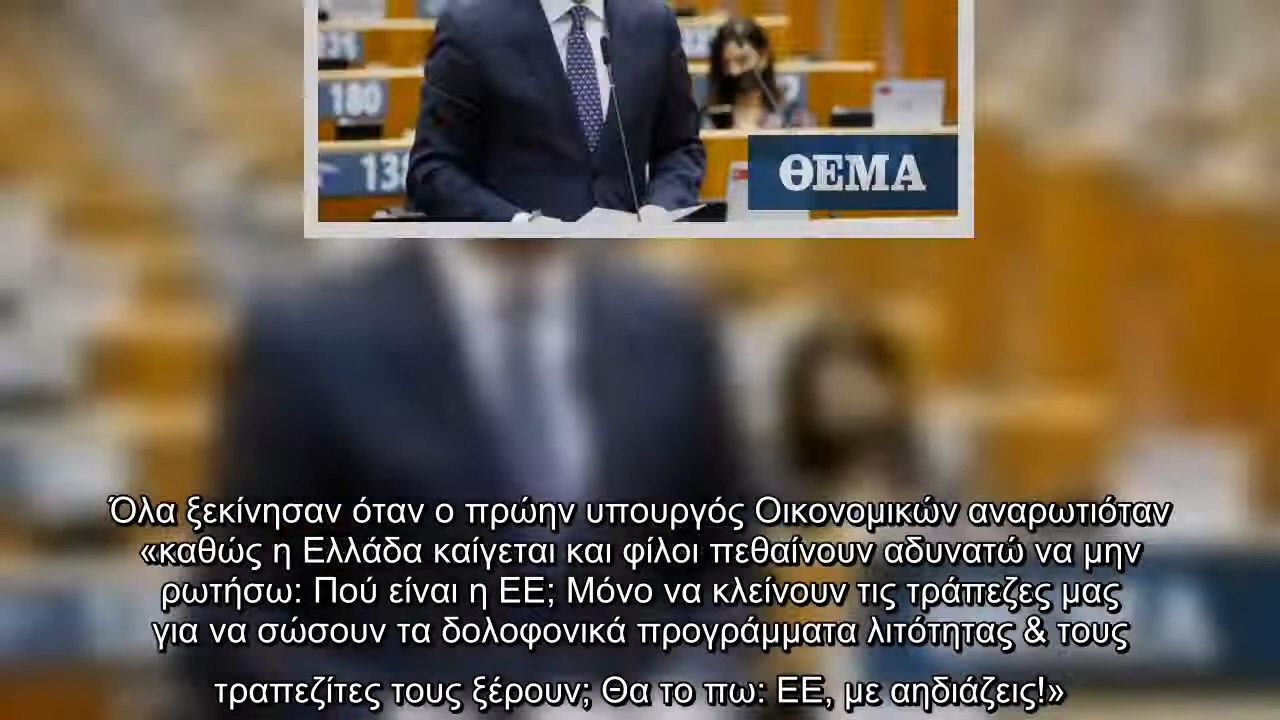 180
138
ΘΕΜΑ
Όλα ξεκίνησαν όταν ο πρώην υπουργός Οικονομικών αναρωτιόταν
«καθώς η Ελλάδα καίγεται και φίλοι πεθαίνουν αδυνατώ να μην
ρωτήσω: Πού είναι η ΕΕ; Μόνο να κλείνουν τις τράπεζες μας
για να σώσουν τα δολοφονικά προγράμματα λιτότητας & τους
τραπεζίτες τους ξέρουν; Θα το πω: ΕΕ, με αηδιάζεις!»